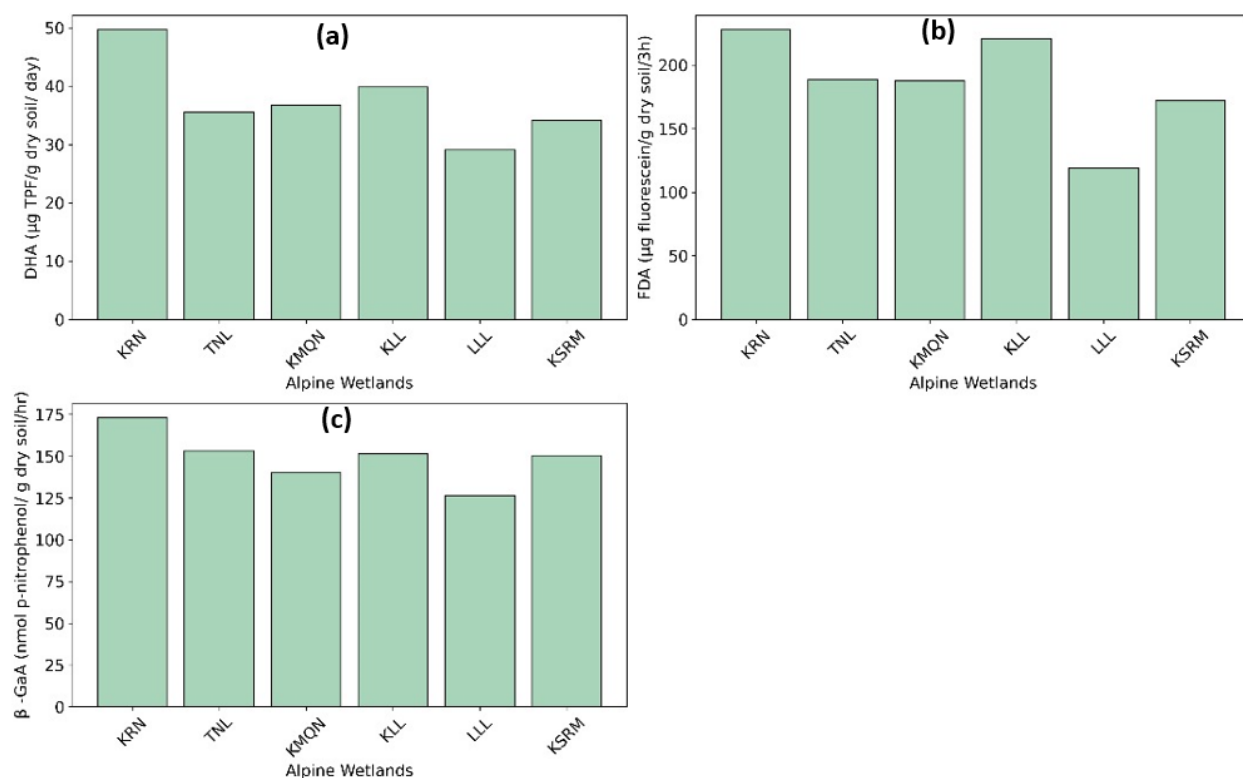 (a)
DHA (µg TPF/g dry soil/ day)
50
40
30
20
10
0
KRN TNL KMQN KLL LLL KSRM
Alpine Wetlands
(b)
FDA (µg fluorescein/g dry soil/3h)
200
150
100
50
0
KRN TNL KMQN KLL LLL KSRM
Alpine Wetlands
(c)
β -GaA (nmol p-nitrophenol/ g dry soil/hr)
175
150
125
100
75
50
25
0
KRN TNL KMQN KLL LLL KSRM
Alpine Wetlands